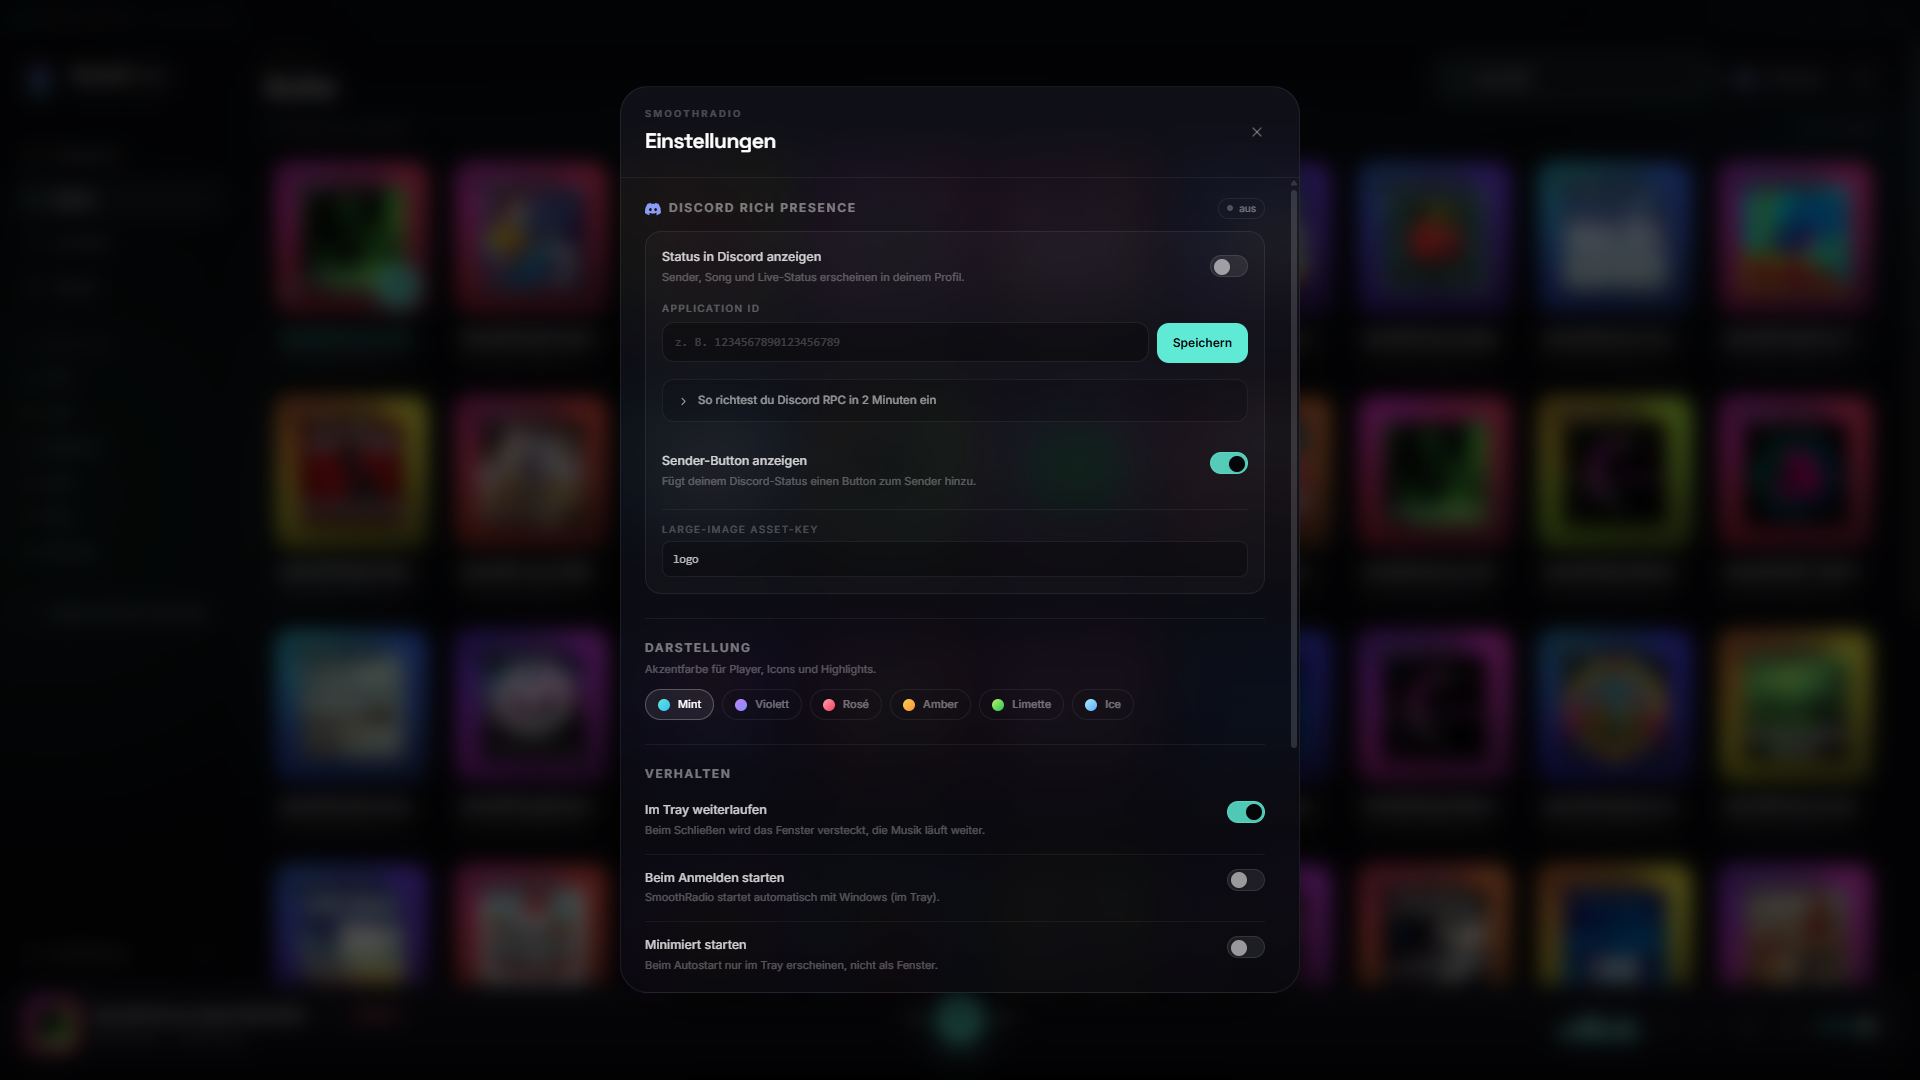 SMOOTHRADIO
Einstellungen
DISCORD RICH PRESENCE
aus
Status in Discord anzeigen
Sender, Song und Live-Status erscheinen in deinem Profil.
APPLICATION ID
z. B. 1234567890123456789
Speichern
So richtest du Discord RPC in 2 Minuten ein
Sender-Button anzeigen
Fügt deinem Discord-Status einen Button zum Sender hinzu.
LARGE-IMAGE ASSET-KEY
logo
DARSTELLUNG
Akzentfarbe für Player, Icons und Highlights.
Mint Violett Rosé Amber Limette Ice
VERHALTEN
Im Tray weiterlaufen
Beim Schließen wird das Fenster versteckt, die Musik läuft weiter.
Beim Anmelden starten
SmoothRadio startet automatisch mit Windows (im Tray).
Minimiert starten
Beim Autostart nur im Tray erscheinen, nicht als Fenster.